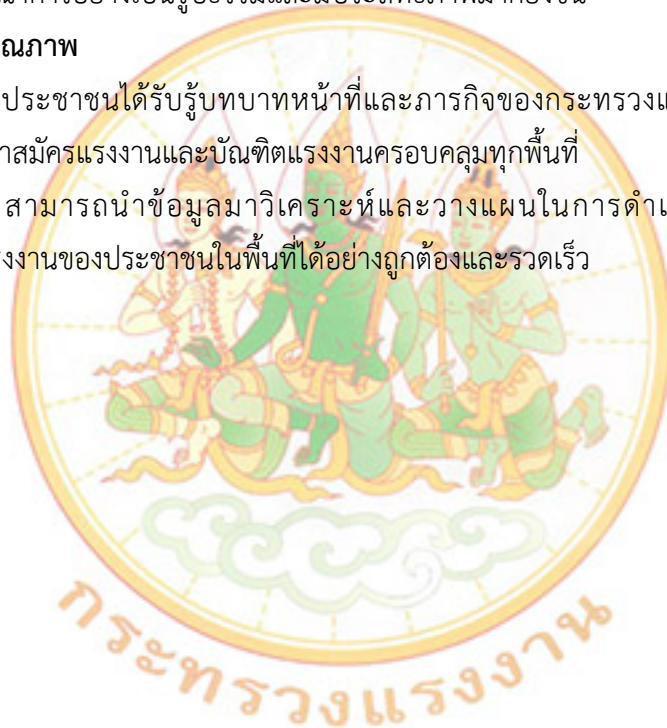 ณภาพ
ประชาชนได้รับรู้บทบาทหน้าที่และภารกิจของกระทรวงแ
าสมัครแรงงานและบัณฑิตแรงงานครอบคลุมทุกพื้นที่
สามารถนำข้อมูลมาวิเคราะห์และวางแผนในการดำเ
งงานของประชาชนในพื้นที่ได้อย่างถูกต้องและรวดเร็ว
กระทรวงแรงงาน